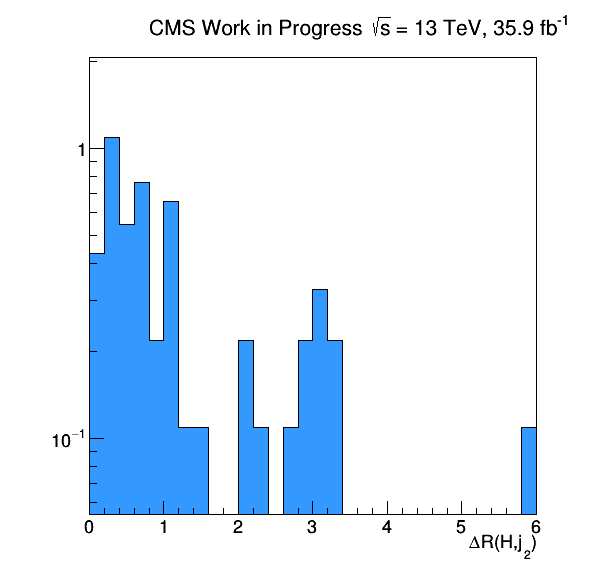 CMS Work in Progress √s = 13 TeV, 35.9 fb⁻¹
1
10⁻¹
0 1 2 3 4 5 6
ΔR(H,j₂)